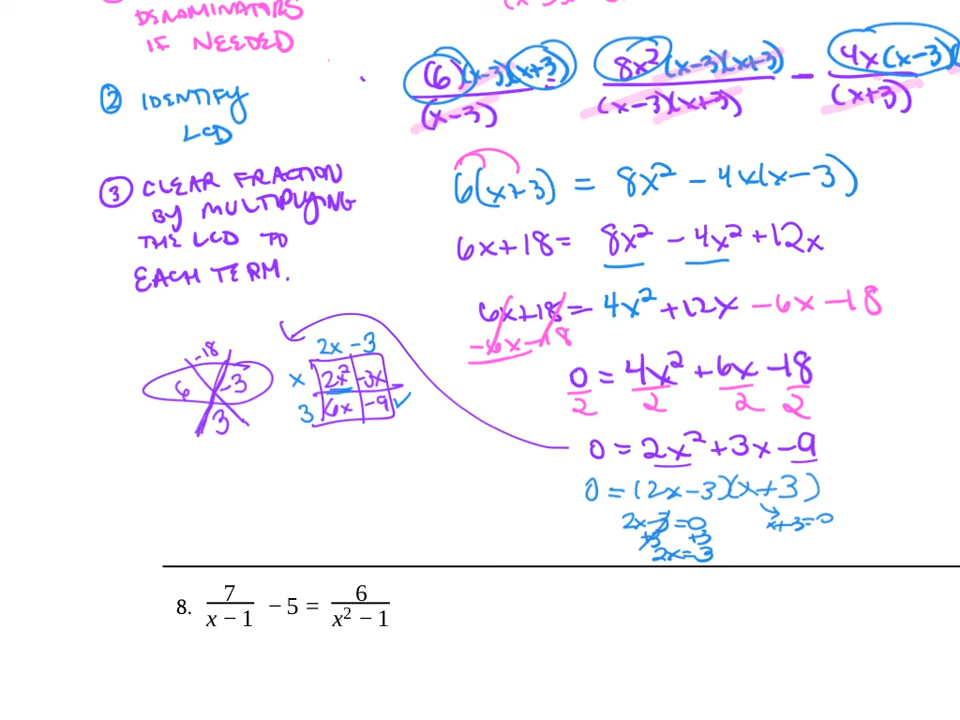 DENOMINATORS
IF NEEDED
② IDENTIFY
LCD
③ CLEAR FRACTION
BY MULTIPLYING
THE LCD TO
EACH TERM.
(6)(x-3)(x+3) / (x-3) = 8x²(x-3)(x+3) / (x-3)(x+3) - 4x(x-3) / (x+3)
6(x+3) = 8x² - 4x(x-3)
6x+18 = 8x² - 4x² + 12x
6x+18 = 4x² + 12x - 6x - 18
-6x - 18
0 = 4x² + 6x - 18
2 2 2 2
0 = 2x² + 3x - 9
0 = (2x-3)(x+3)
2x-3=0 x+3=0
+3 +3
2x=3
-18
6 -3
3
2x -3
x 2x² -3x
3 6x -9 ✓
8. 7 / (x − 1) − 5 = 6 / (x² − 1)